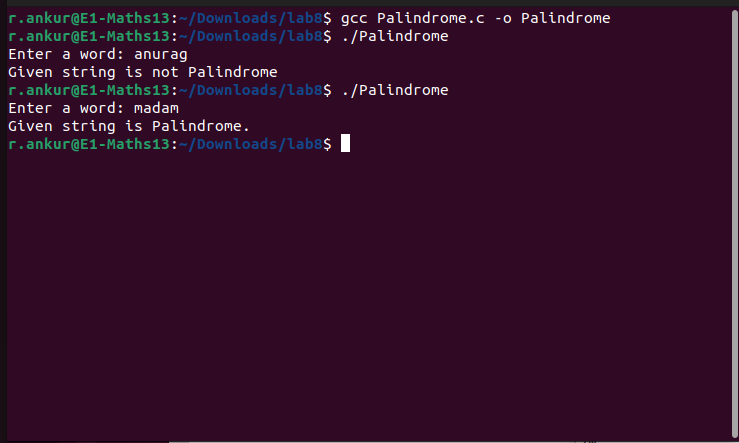 r.ankur@E1-Maths13:~/Downloads/lab8$ gcc Palindrome.c -o Palindrome
r.ankur@E1-Maths13:~/Downloads/lab8$ ./Palindrome
Enter a word: anurag
Given string is not Palindrome
r.ankur@E1-Maths13:~/Downloads/lab8$ ./Palindrome
Enter a word: madam
Given string is Palindrome.
r.ankur@E1-Maths13:~/Downloads/lab8$